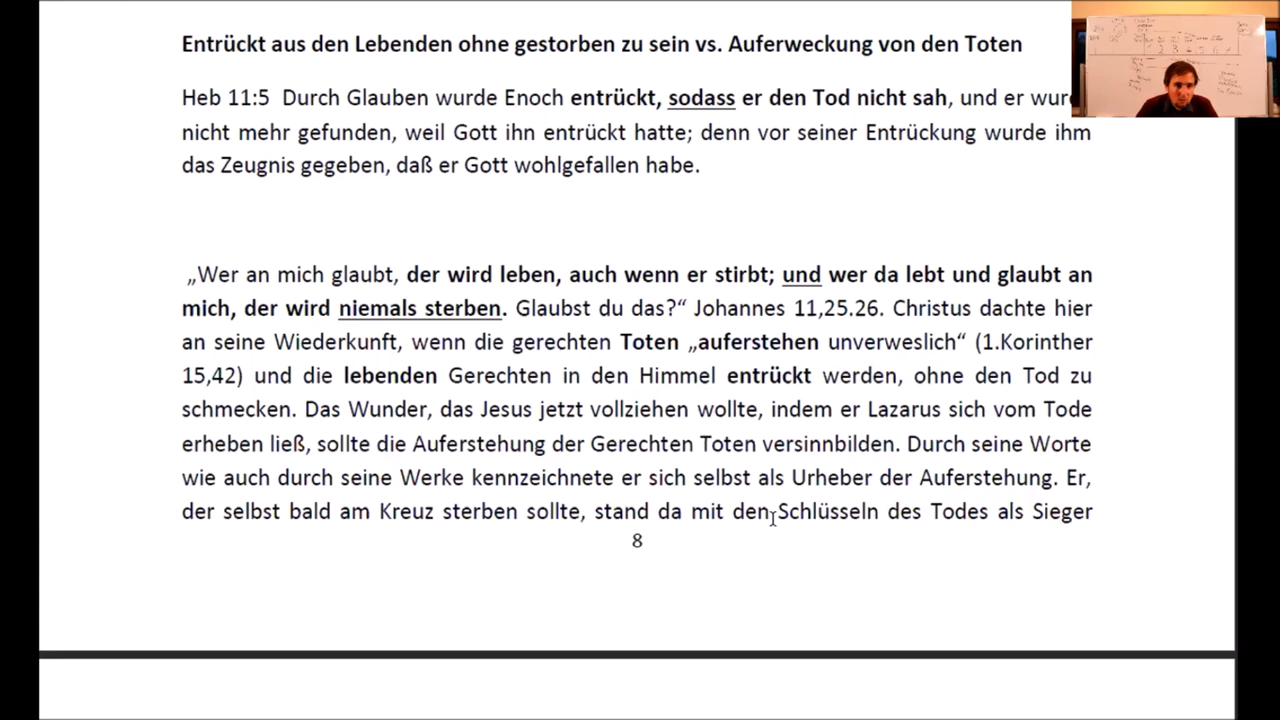 Entrückt aus den Lebenden ohne gestorben zu sein vs. Auferweckung von den Toten
Heb 11:5 Durch Glauben wurde Enoch entrückt, sodass er den Tod nicht sah, und er
nicht mehr gefunden, weil Gott ihn entrückt hatte; denn vor seiner Entrückung wurde ihm
das Zeugnis gegeben, daß er Gott wohlgefallen habe.
„Wer an mich glaubt, der wird leben, auch wenn er stirbt; und wer da lebt und glaubt an
mich, der wird niemals sterben. Glaubst du das?“ Johannes 11,25.26. Christus dachte hier
an seine Wiederkunft, wenn die gerechten Toten „auferstehen unverweslich“ (1.Korinther
15,42) und die lebenden Gerechten in den Himmel entrückt werden, ohne den Tod zu
schmecken. Das Wunder, das Jesus jetzt vollziehen wollte, indem er Lazarus sich vom Tode
erheben ließ, sollte die Auferstehung der Gerechten Toten versinnbilden. Durch seine Worte
wie auch durch seine Werke kennzeichnete er sich selbst als Urheber der Auferstehung. Er,
der selbst bald am Kreuz sterben sollte, stand da mit den Schlüsseln des Todes als Sieger
8